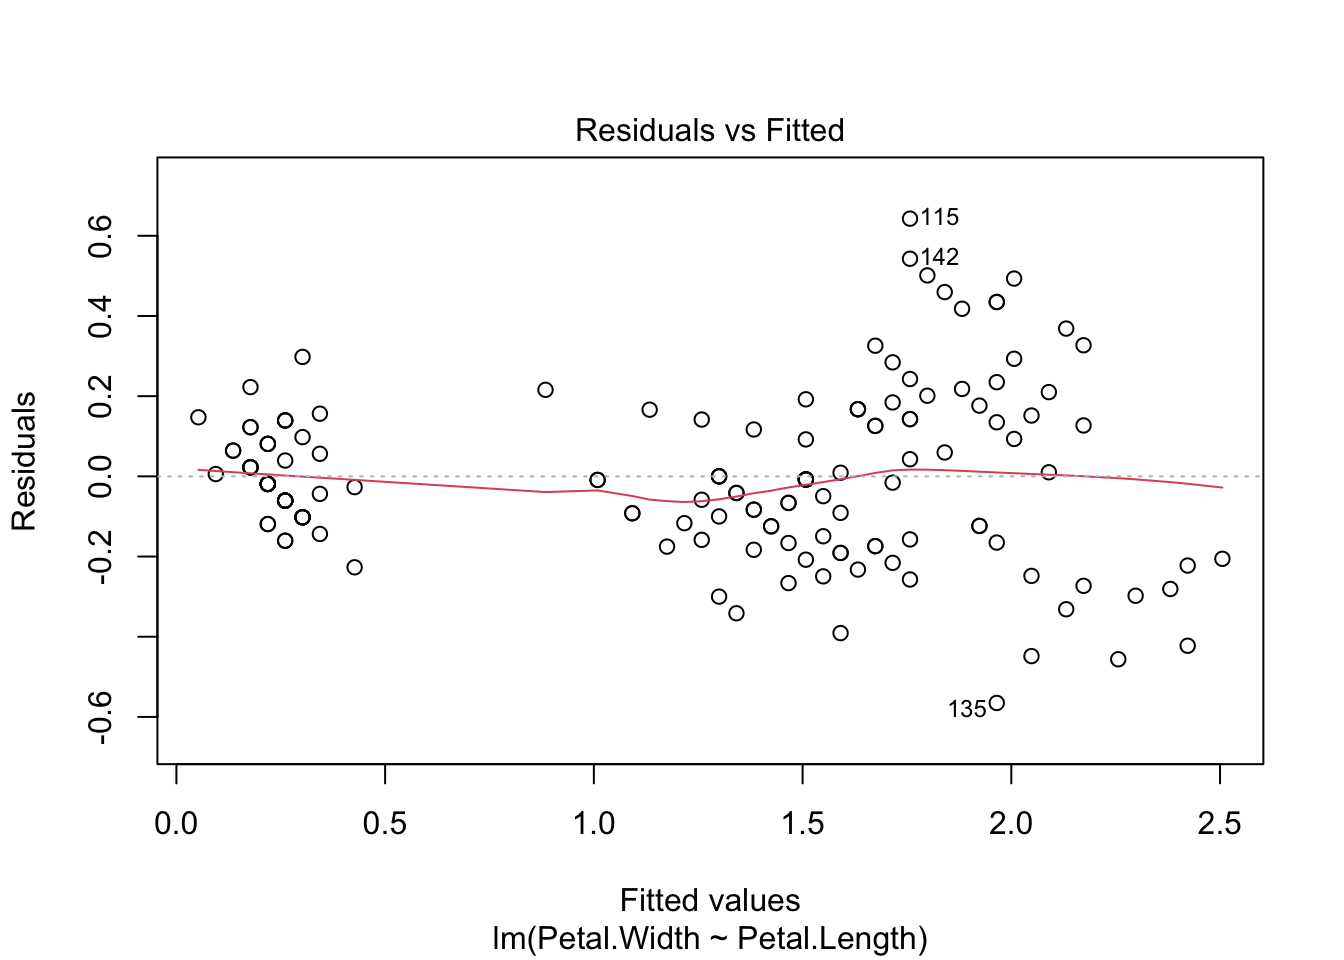 Residuals vs Fitted
Residuals
0.6
0.4
0.2
0.0
-0.2
-0.6
115
142
135
0.0 0.5 1.0 1.5 2.0 2.5
Fitted values
lm(Petal.Width ~ Petal.Length)